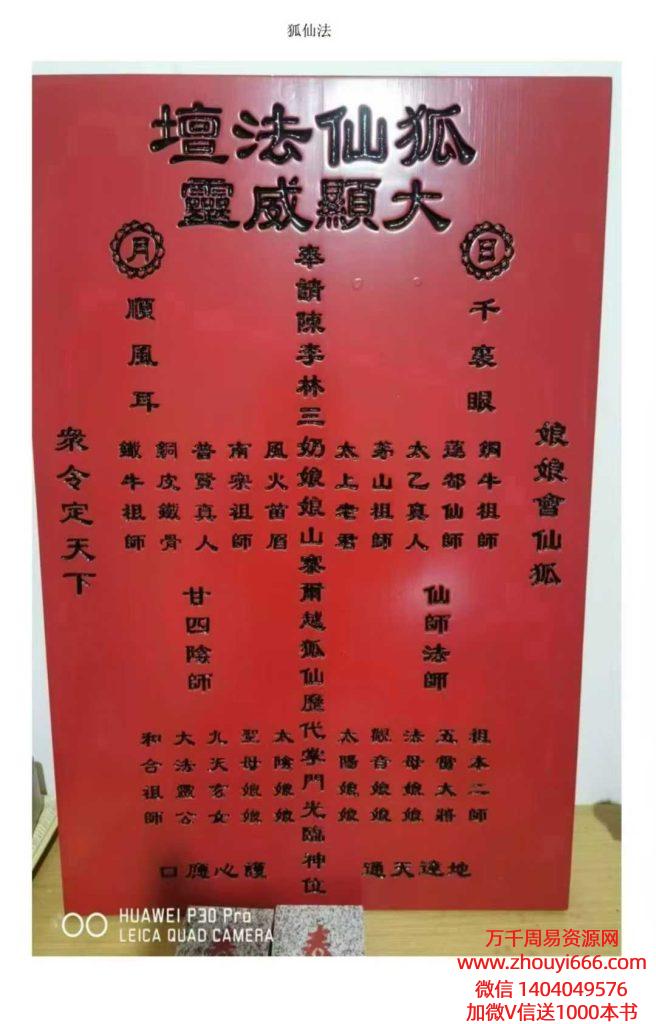 狐仙法
狐仙法壇
大顯威靈
日
月
千裏眼
順風耳
娘娘會仙狐
眾令定天下
奉請陳李林三奶娘娘山寨爾越狐仙歷代掌門光臨神位
銅牛祖師
蓮都仙師
太乙真人
茅山祖師
太上老君
風火苗眉
南宗祖師
普賢真人
銅皮鐵骨
鐵牛祖師
仙師法師
甘四陰師
祖本二師
五雷太將
法母娘娘
觀音娘娘
太陽娘娘
太陰娘娘
聖母娘娘
九天玄女
大法靈公
和合祖師
地達天通
護心應口
HUAWEI P30 Pro
LEICA QUAD CAMERA
万千周易资源网
www.zhouyi666.com
微信 1404049576
加微V信送1000本书